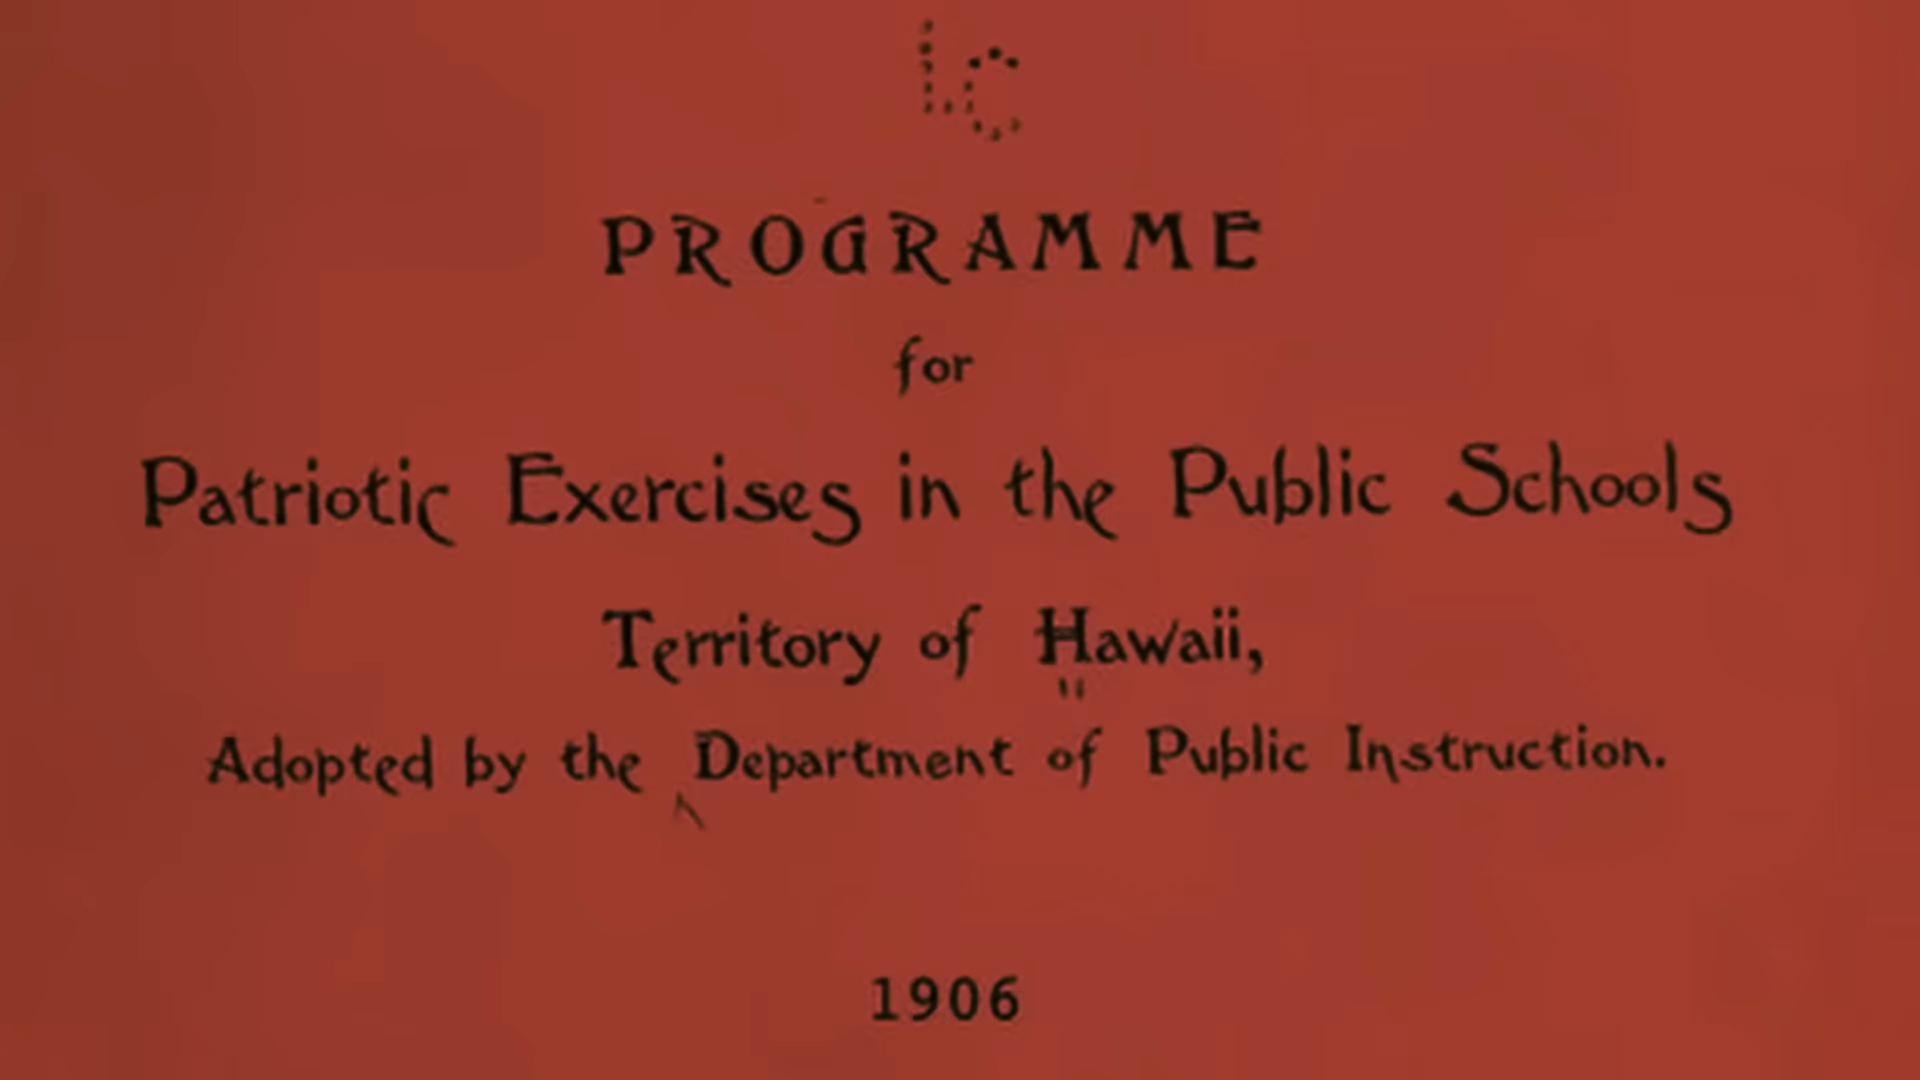 LC
PROGRAMME
for
Patriotic Exercises in the Public Schools
Territory of Hawaii,
Adopted by the Department of Public Instruction.
1906